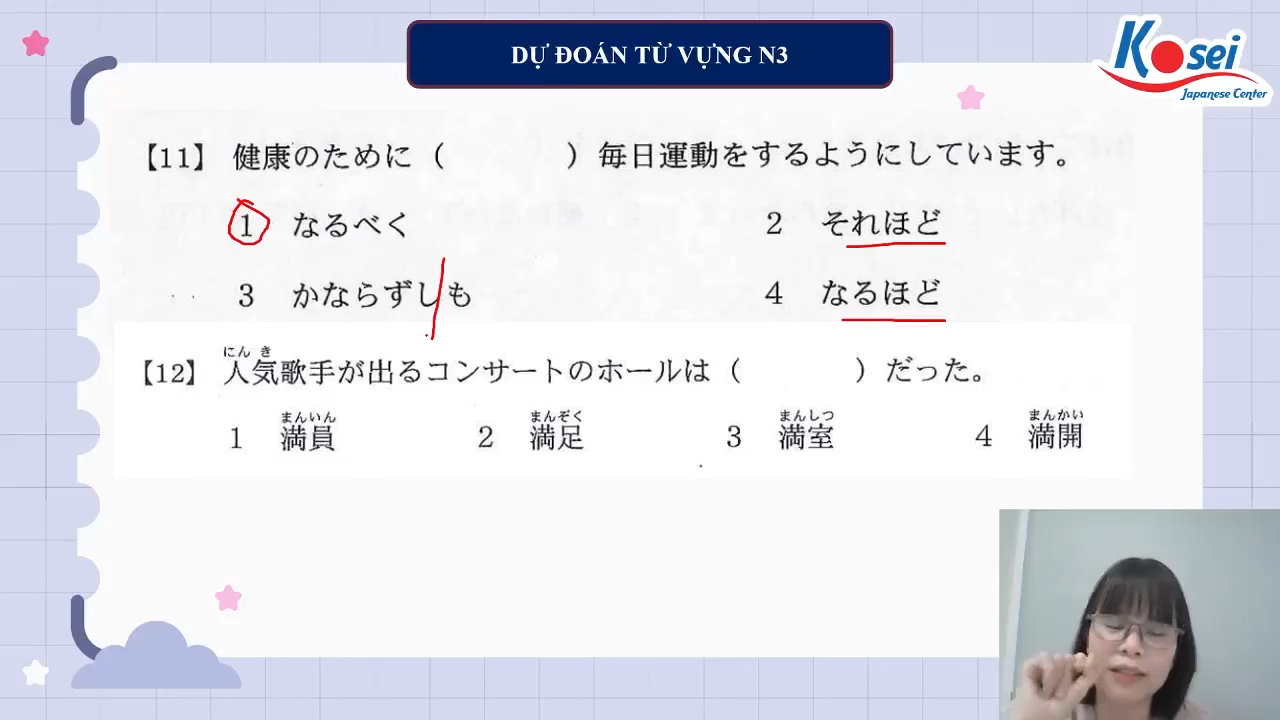 DỰ ĐOÁN TỪ VỰNG N3
Kosei
Japanese Center
【11】 健康のために（　　　）毎日運動をするようにしています。
1 なるべく 2 それほど
3 かならずしも 4 なるほど
にん き
【12】 人気歌手が出るコンサートのホールは（　　　）だった。
まんいん まんぞく まんしつ まんかい
1 満員 2 満足 3 満室 4 満開